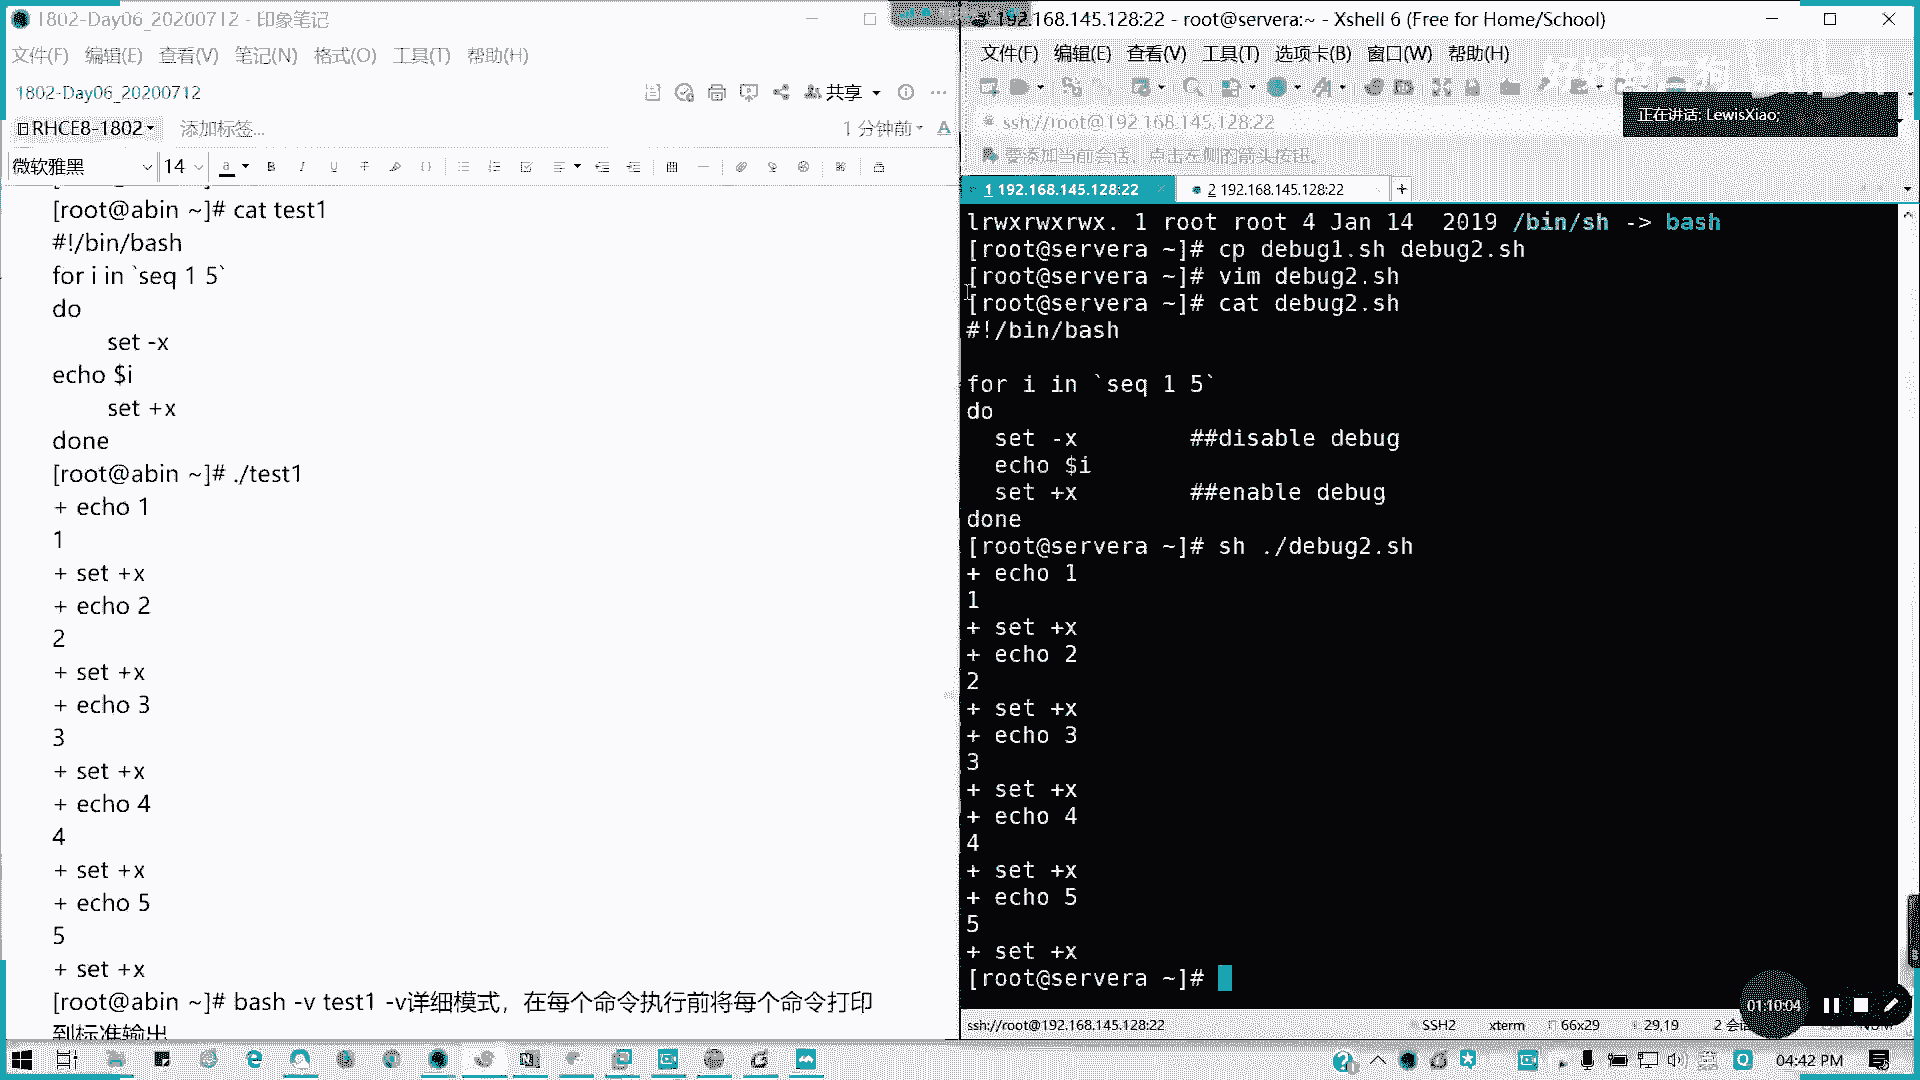 1802-Day06_20200712 - 印象笔记
文件(F) 编辑(E) 查看(V) 笔记(N) 格式(O) 工具(T) 帮助(H)
1802-Day06_20200712
共享
RHCE8-1802
添加标签...
1 分钟前
微软雅黑
14
[root@abin ~]# cat test1
#!/bin/bash
for i in `seq 1 5`
do
set -x
echo $i
set +x
done
[root@abin ~]# ./test1
+ echo 1
1
+ set +x
+ echo 2
2
+ set +x
+ echo 3
3
+ set +x
+ echo 4
4
+ set +x
+ echo 5
5
+ set +x
[root@abin ~]# bash -v test1 -v详细模式，在每个命令执行前将每个命令打印
到标准输出
192.168.145.128:22 - root@servera:~ - Xshell 6 (Free for Home/School)
文件(F) 编辑(E) 查看(V) 工具(T) 选项卡(B) 窗口(W) 帮助(H)
正在讲话: LewisXiao;
ssh://root@192.168.145.128:22
要添加当前会话，点击左侧的箭头按钮。
1 192.168.145.128:22
2 192.168.145.128:22
lrwxrwxrwx. 1 root root 4 Jan 14  2019 /bin/sh -> bash
[root@servera ~]# cp debug1.sh debug2.sh
[root@servera ~]# vim debug2.sh
[root@servera ~]# cat debug2.sh
#!/bin/bash
for i in `seq 1 5`
do
set -x        ##disable debug
echo $i
set +x        ##enable debug
done
[root@servera ~]# sh ./debug2.sh
+ echo 1
1
+ set +x
+ echo 2
2
+ set +x
+ echo 3
3
+ set +x
+ echo 4
4
+ set +x
+ echo 5
5
+ set +x
[root@servera ~]#
01:10:04
ssh://root@192.168.145.128:22
SSH2
xterm
66x29
29,19
04:42 PM